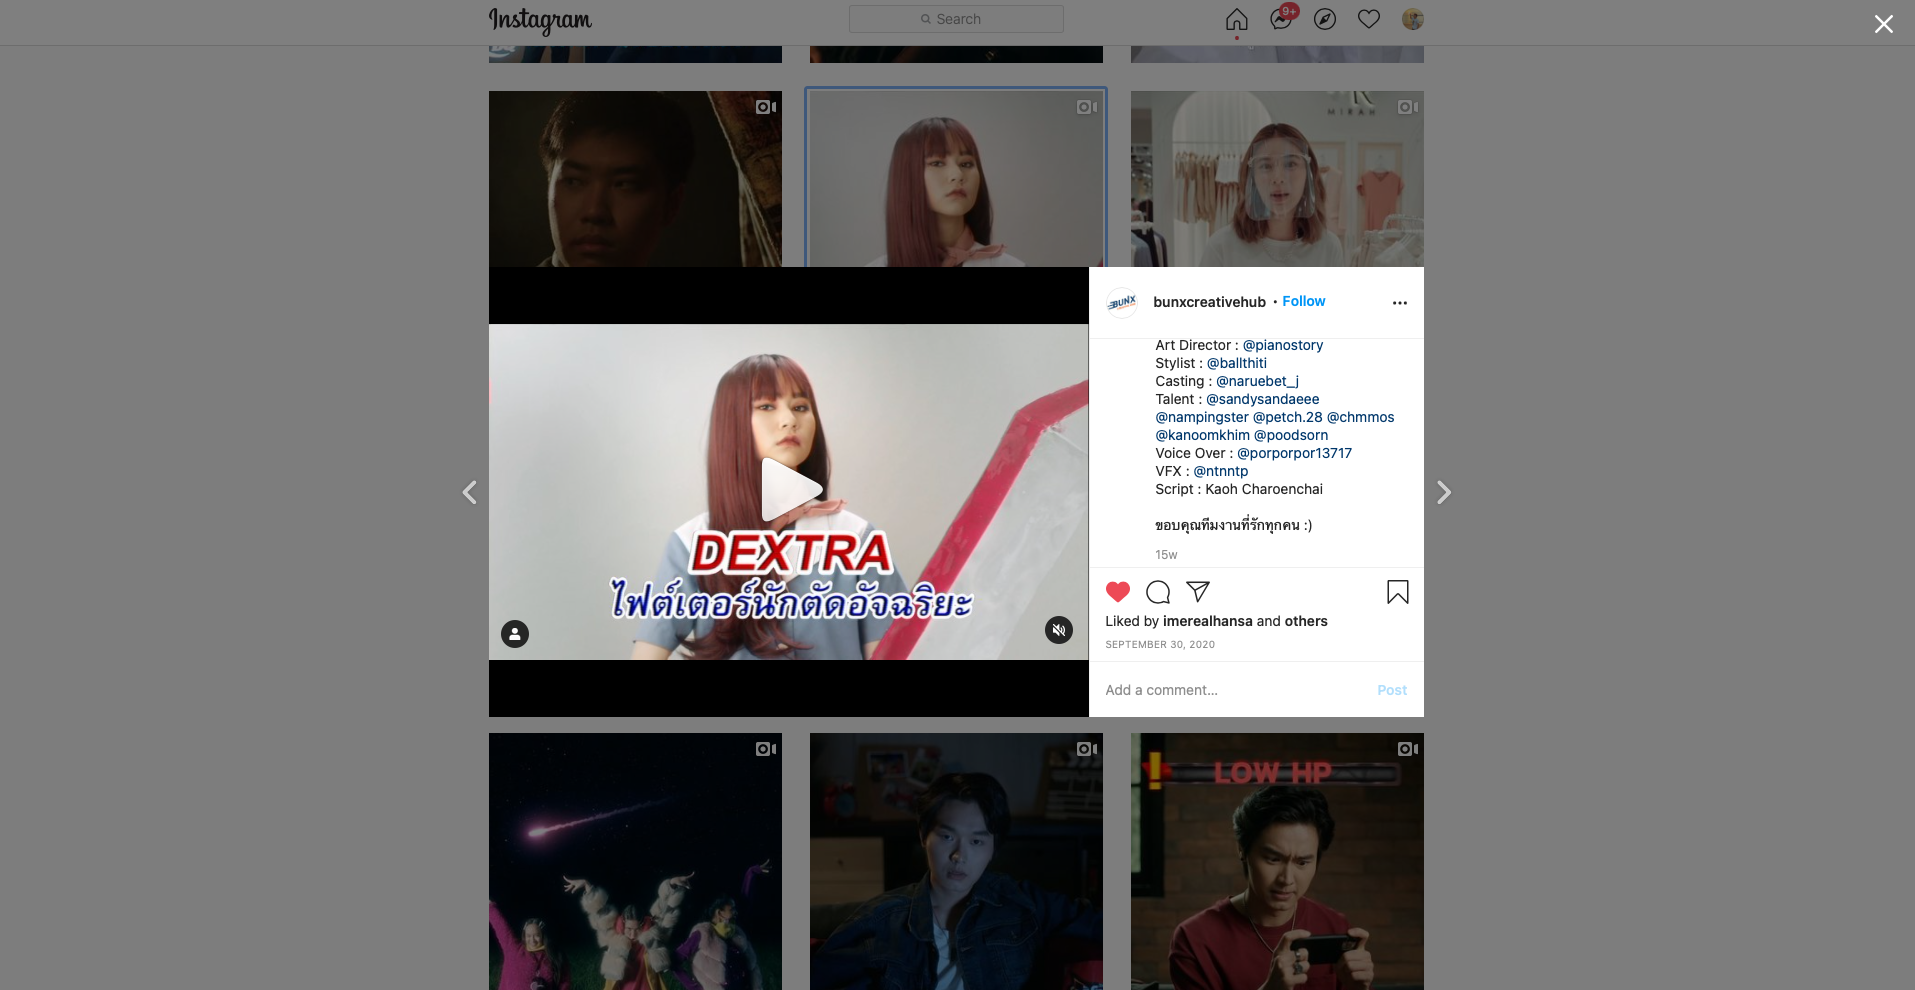 Instagram
Search
9+
MIRAH
BUNX
bunxcreativehub • Follow
Art Director : @pianostory
Stylist : @ballthiti
Casting : @naruebet_j
Talent : @sandysandaeee
@nampingster @petch.28 @chmmos
@kanoomkhim @poodsorn
Voice Over : @porporpor13717
VFX : @ntnntp
Script : Kaoh Charoenchai
ขอบคุณทีมงานที่รักทุกคน :)
15w
DEXTRA
ไฟต์เตอร์นักตัดอัจฉริยะ
Liked by imerealhansa and others
SEPTEMBER 30, 2020
Add a comment...
Post
LOW HP